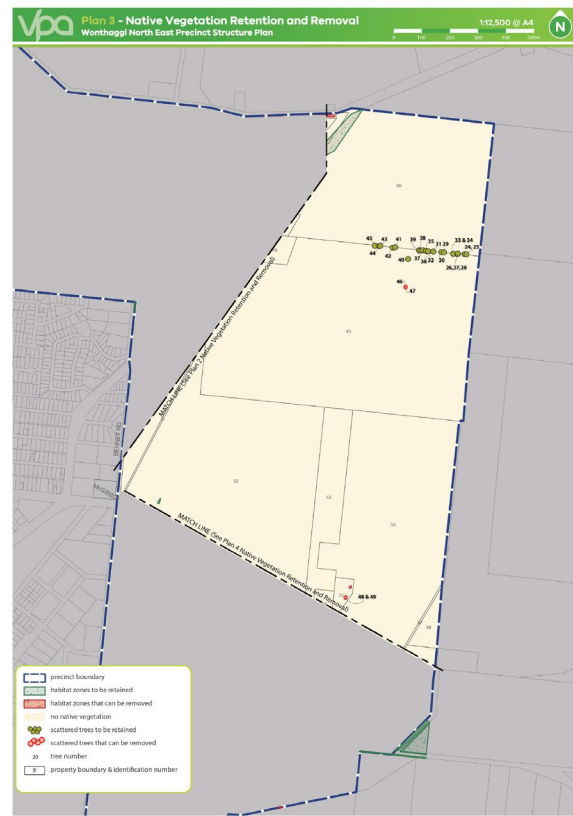 vpa
Plan 3 - Native Vegetation Retention and Removal
Wonthaggi North East Precinct Structure Plan
1:12,500 @ A4
0 100 200 300 400 500m
N
45 43 41 39 38 35 31 29 33 & 34 24, 25
44 42 40 37 36 32 30 26, 27, 28
46
47
MATCH LINE (See Plan 2 Native Vegetation Retention and Removal)
BENNET RD
52
53
MATCH LINE (See Plan 4 Native Vegetation Retention and Removal)
48 & 49
precinct boundary
habitat zones to be retained
habitat zones that can be removed
no native vegetation
scattered trees to be retained
scattered trees that can be removed
20 tree number
property boundary & identification number